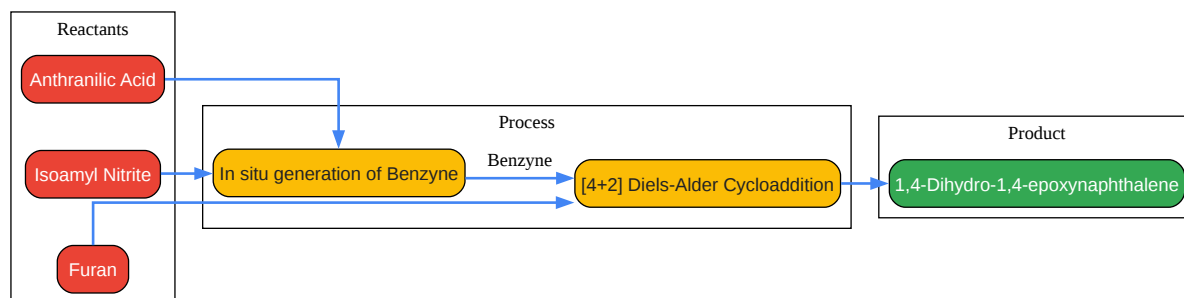 Reactants
Anthranilic Acid
Isoamyl Nitrite
Furan
Process
In situ generation of Benzyne
Benzyne
[4+2] Diels-Alder Cycloaddition
Product
1,4-Dihydro-1,4-epoxynaphthalene